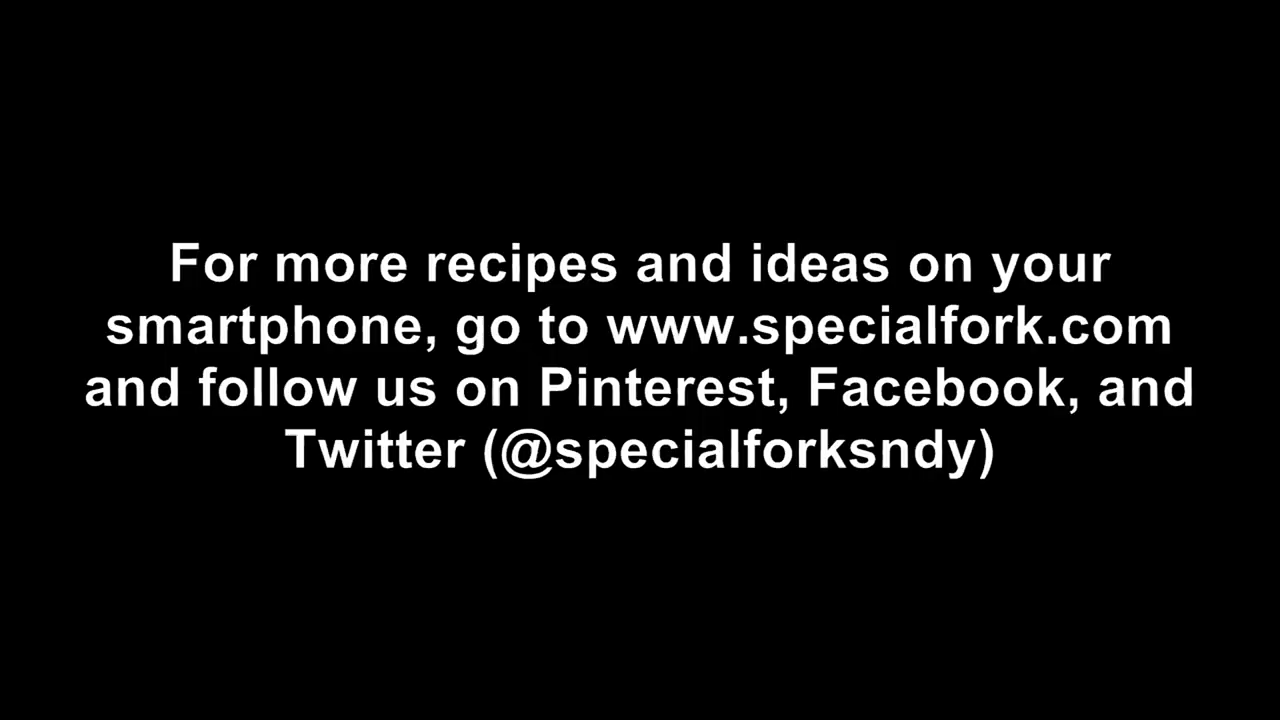 For more recipes and ideas on your
smartphone, go to www.specialfork.com
and follow us on Pinterest, Facebook, and
Twitter (@specialforksndy)